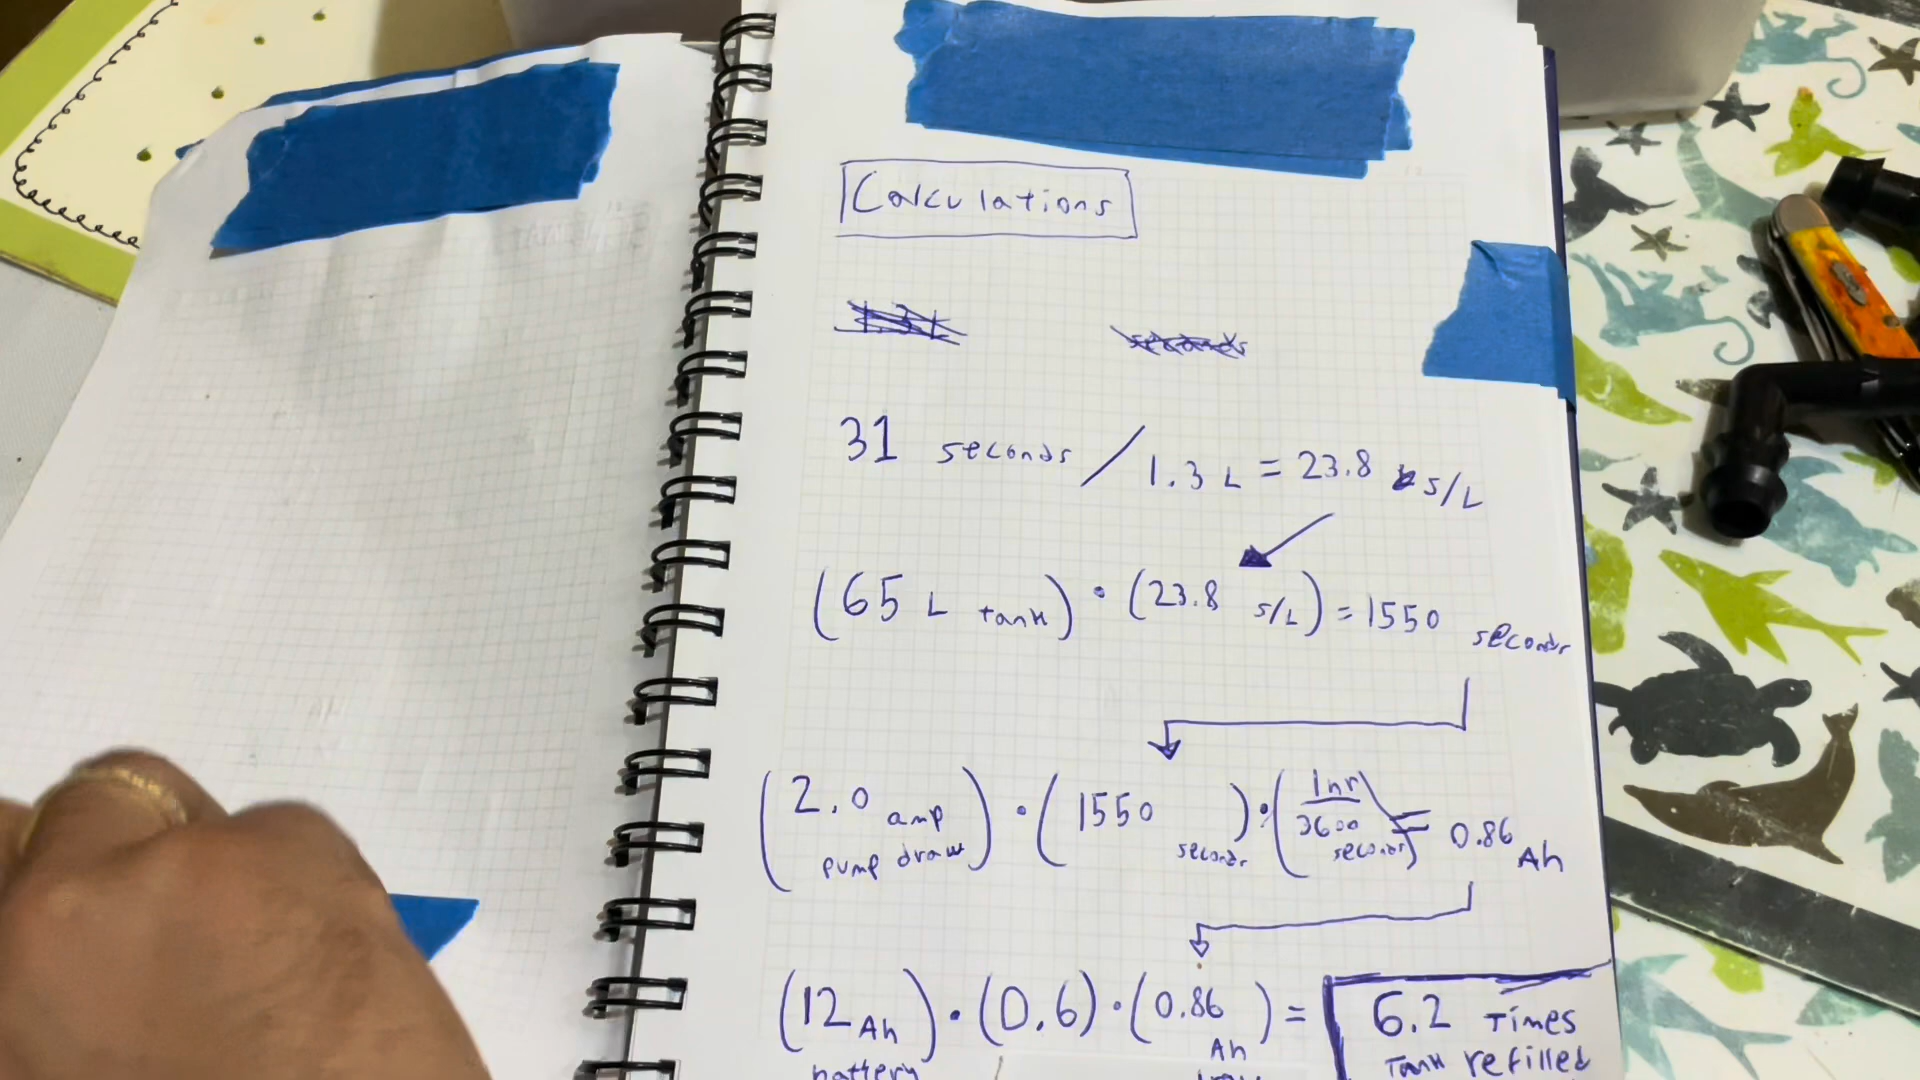 Calculations
31 seconds / 1.3 L = 23.8 s/L
(65 L tank) · (23.8 s/L) = 1550 seconds
(2.0 amp pump draw) · (1550 seconds) · (1hr/3600 seconds) = 0.86 Ah
(12 Ah battery) · (0.6) · (0.86 Ah) = 6.2 Times Tank refilled